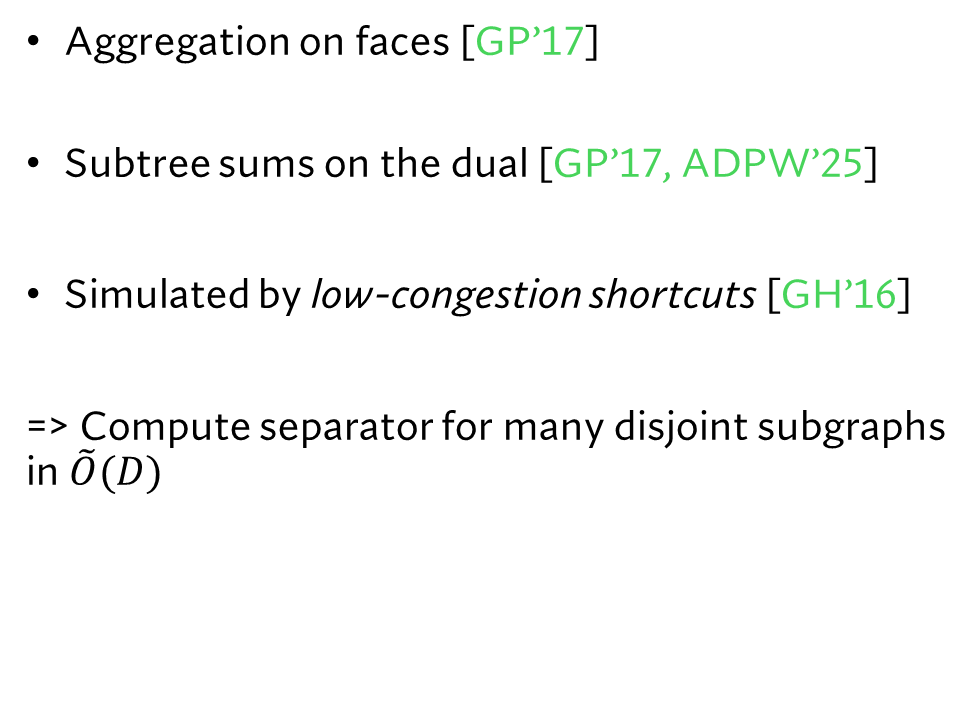 • Aggregation on faces [GP’17]
• Subtree sums on the dual [GP’17, ADPW’25]
• Simulated by low-congestion shortcuts [GH’16]
=> Compute separator for many disjoint subgraphs
in Õ(D)